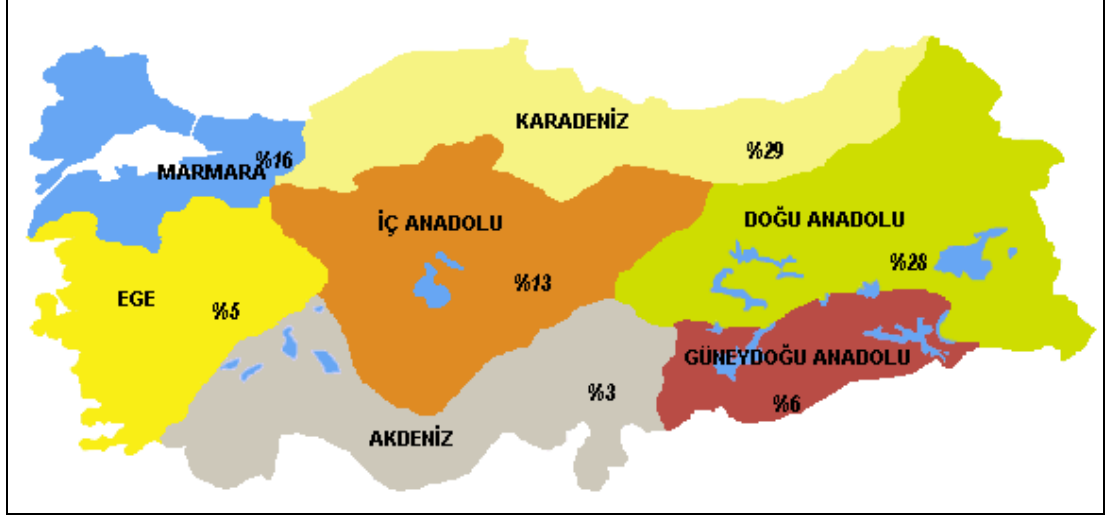 KARADENİZ
%29
MARMARA
%16
İÇ ANADOLU
%13
DOĞU ANADOLU
%28
EGE
%5
GÜNEYDOĞU ANADOLU
%6
AKDENİZ
%3